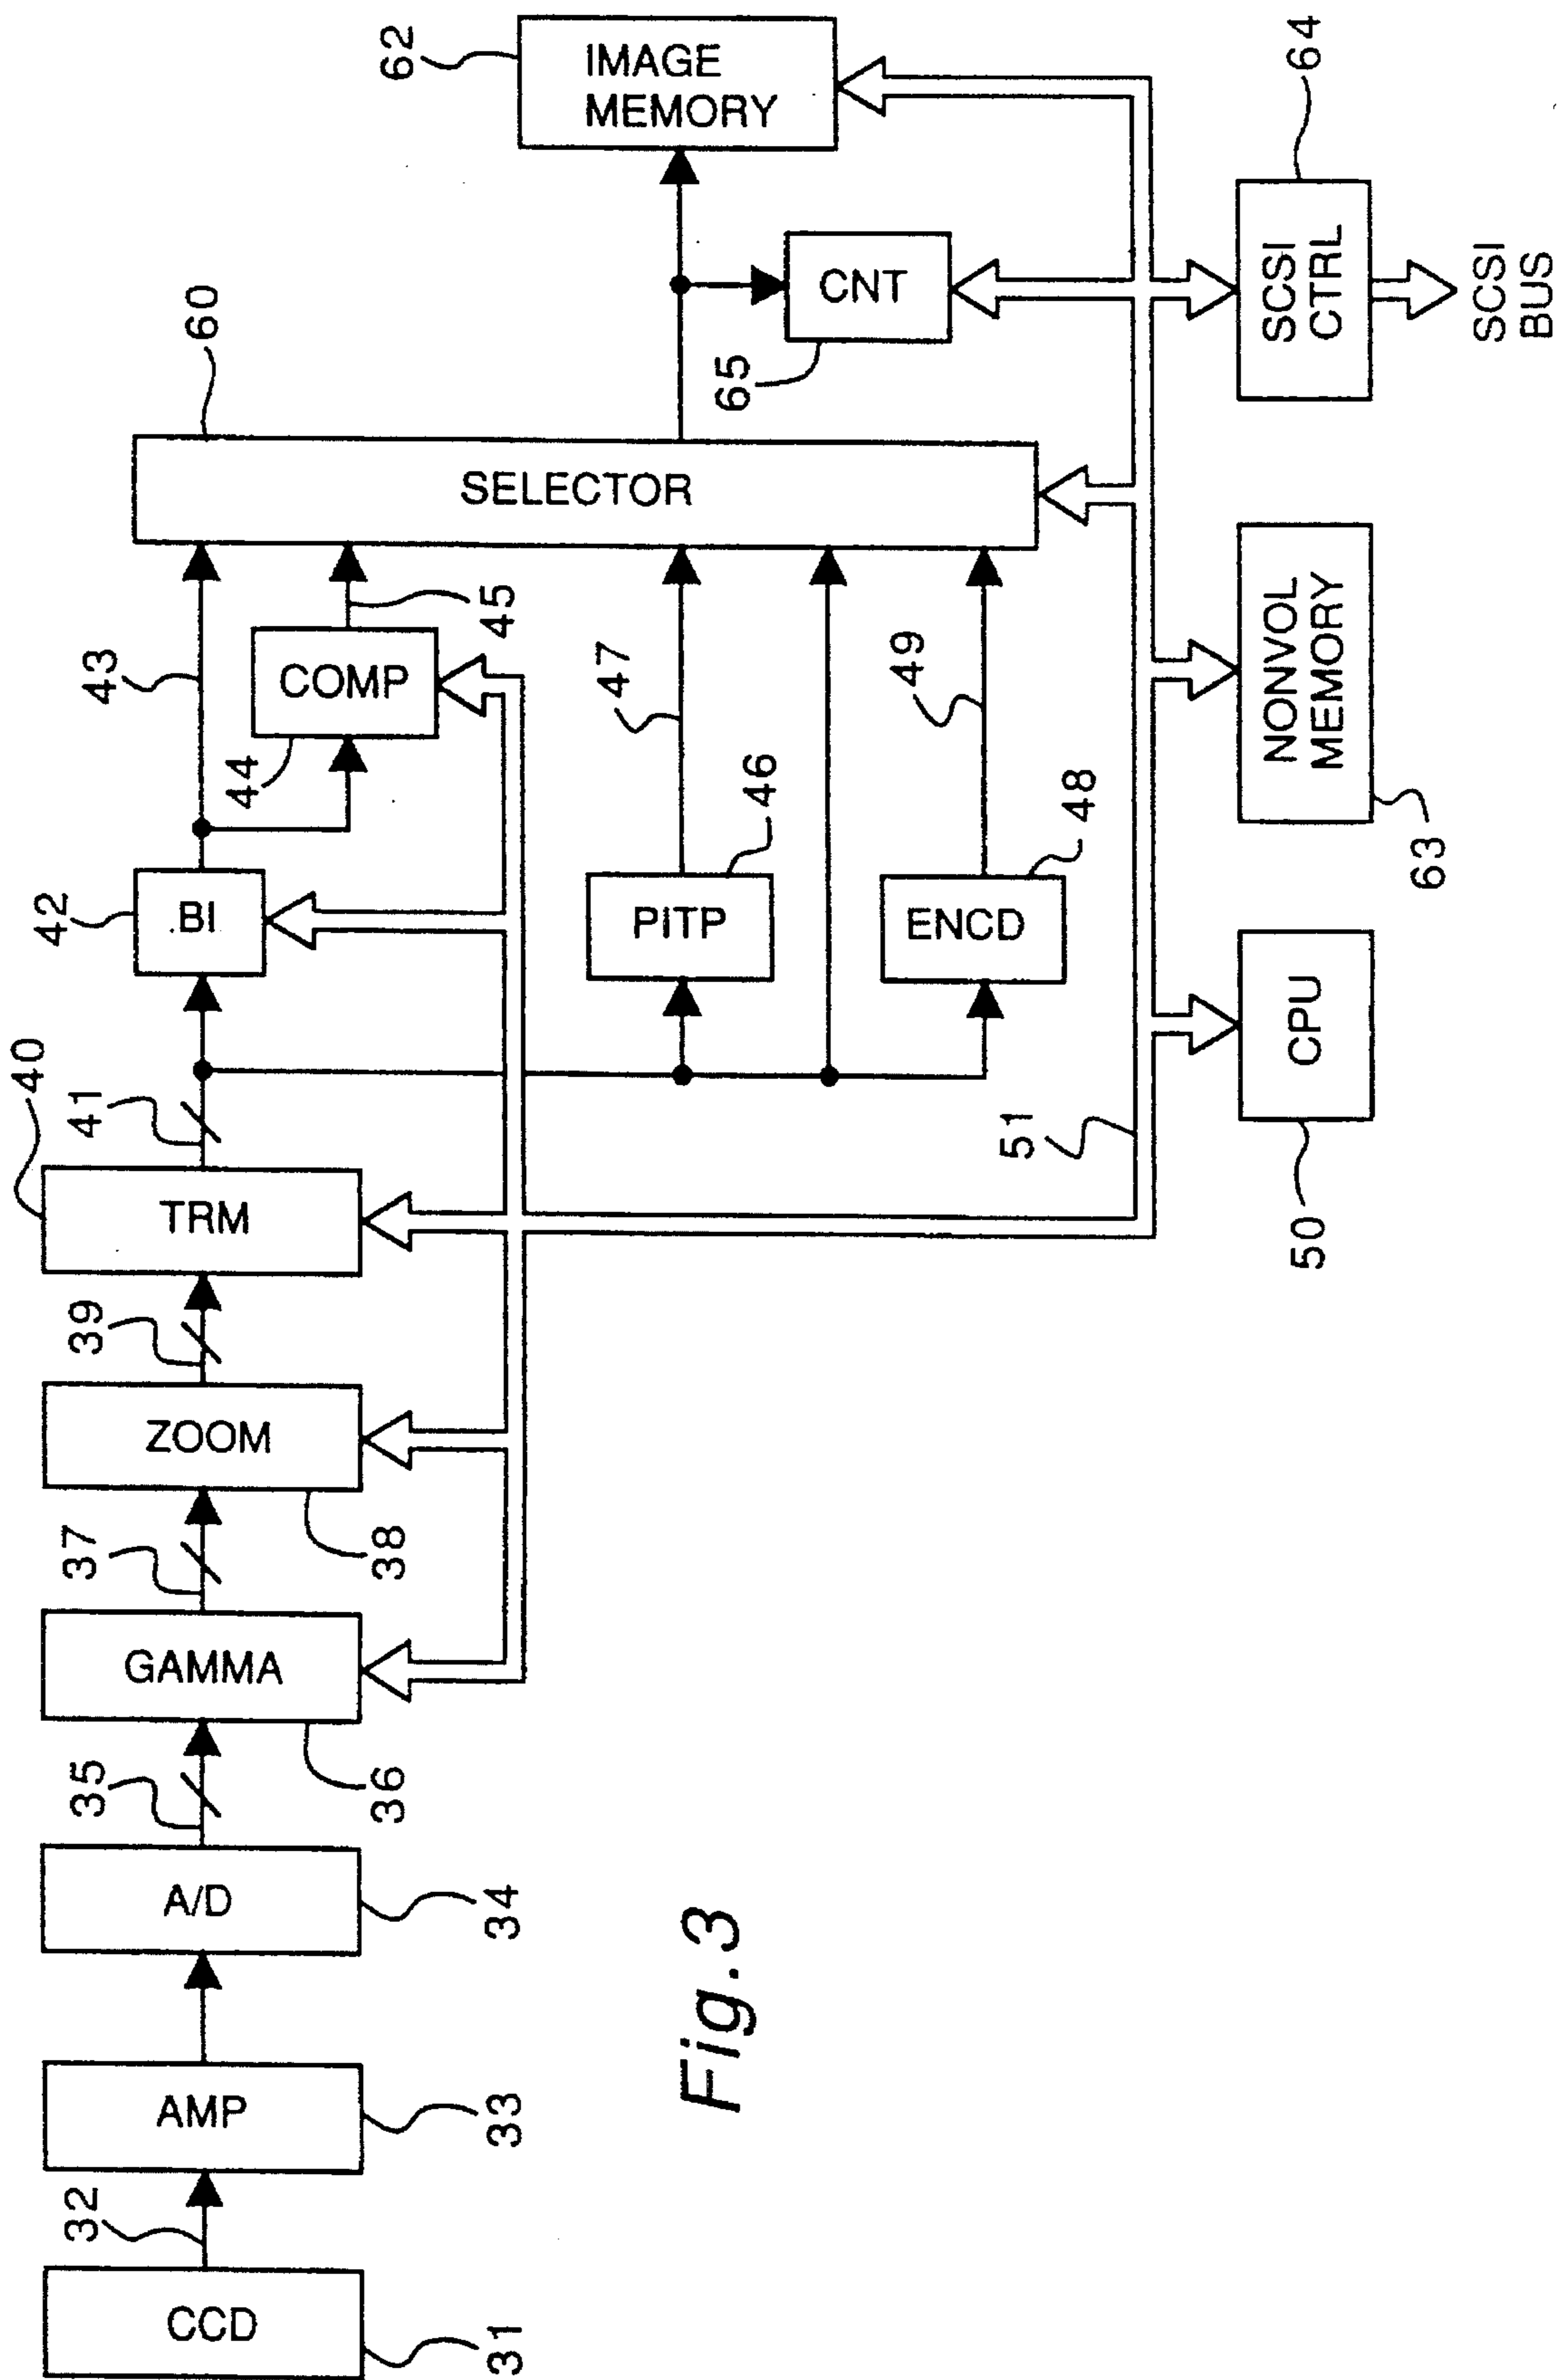 CCD
31
32
AMP
33
A/D
34
35
GAMMA
36
37
ZOOM
38
39
TRM
40
41
.BI
42
43
COMP
44
45
PITP
46
47
ENCD
48
49
SELECTOR
60
IMAGE
MEMORY
62
CNT
65
51
CPU
50
NONVOL
MEMORY
63
SCSI
CTRL
64
SCSI
BUS
Fig.3